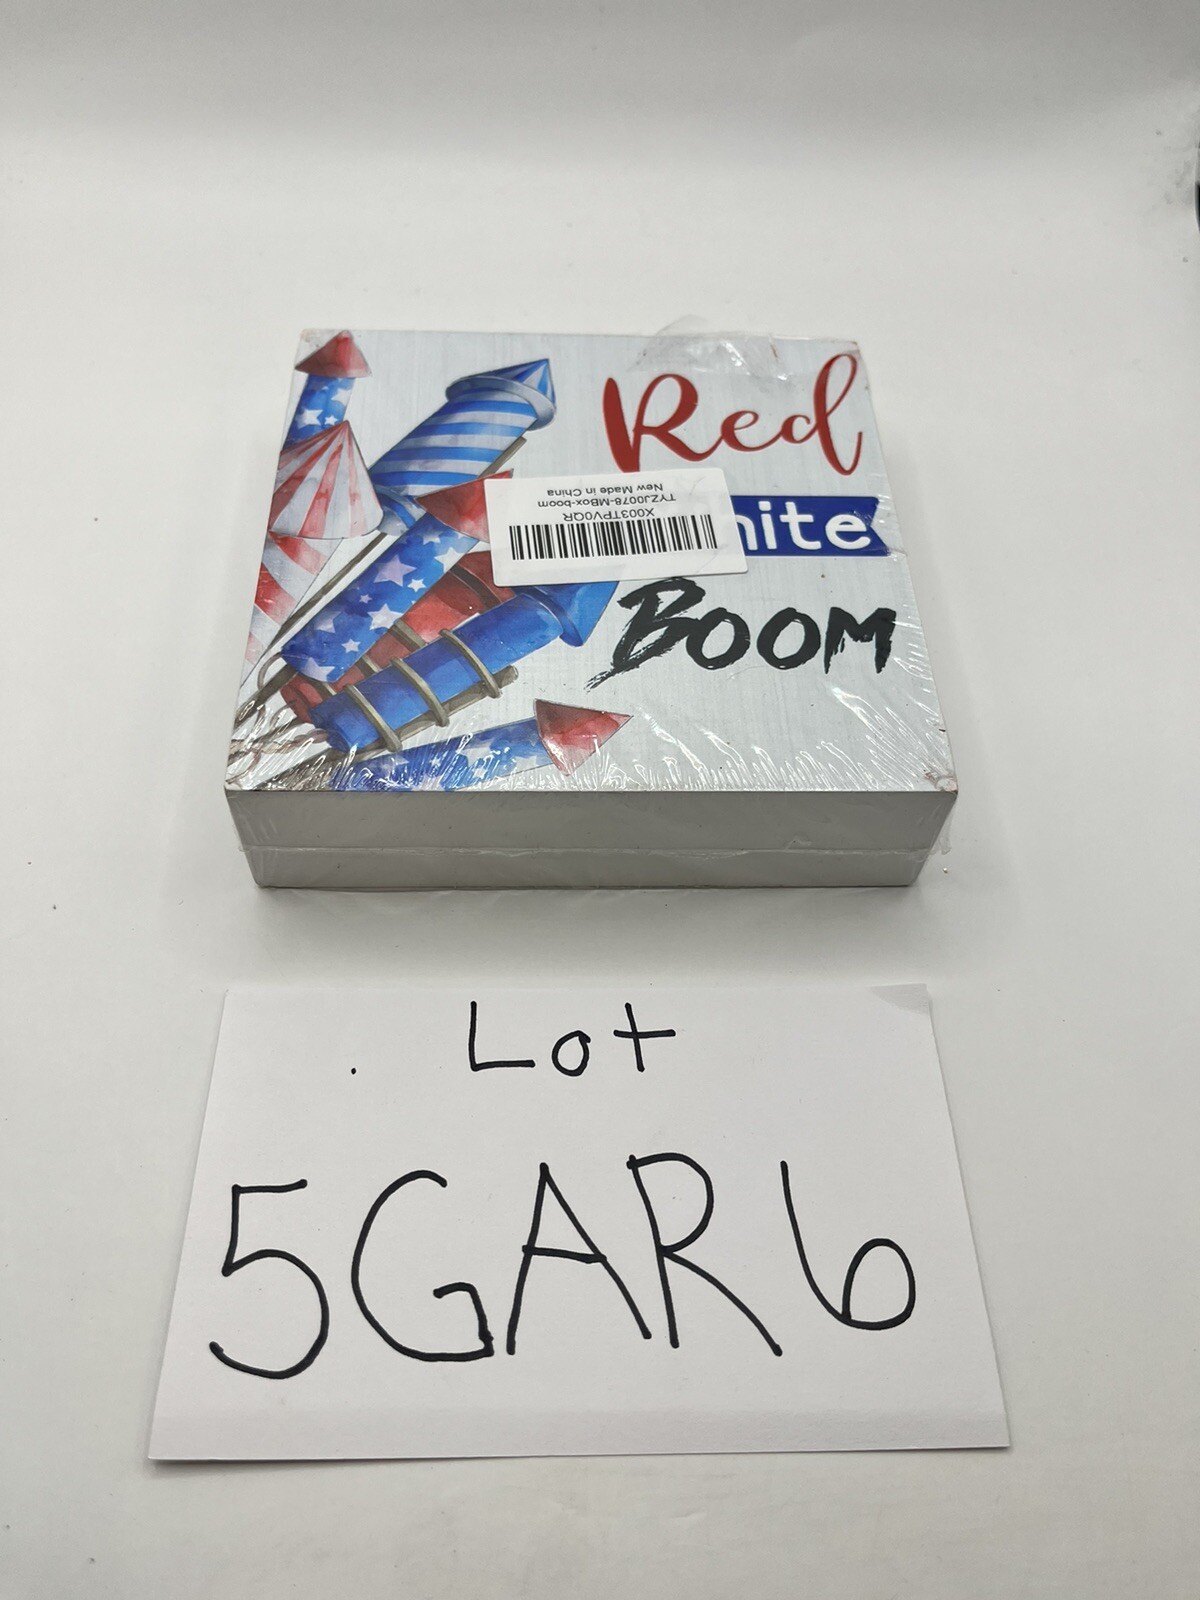 Red
hite
Boom
X003TPV0QR
TYZJ0078-MBox-boom
New Made in China
Lot
5GAR6